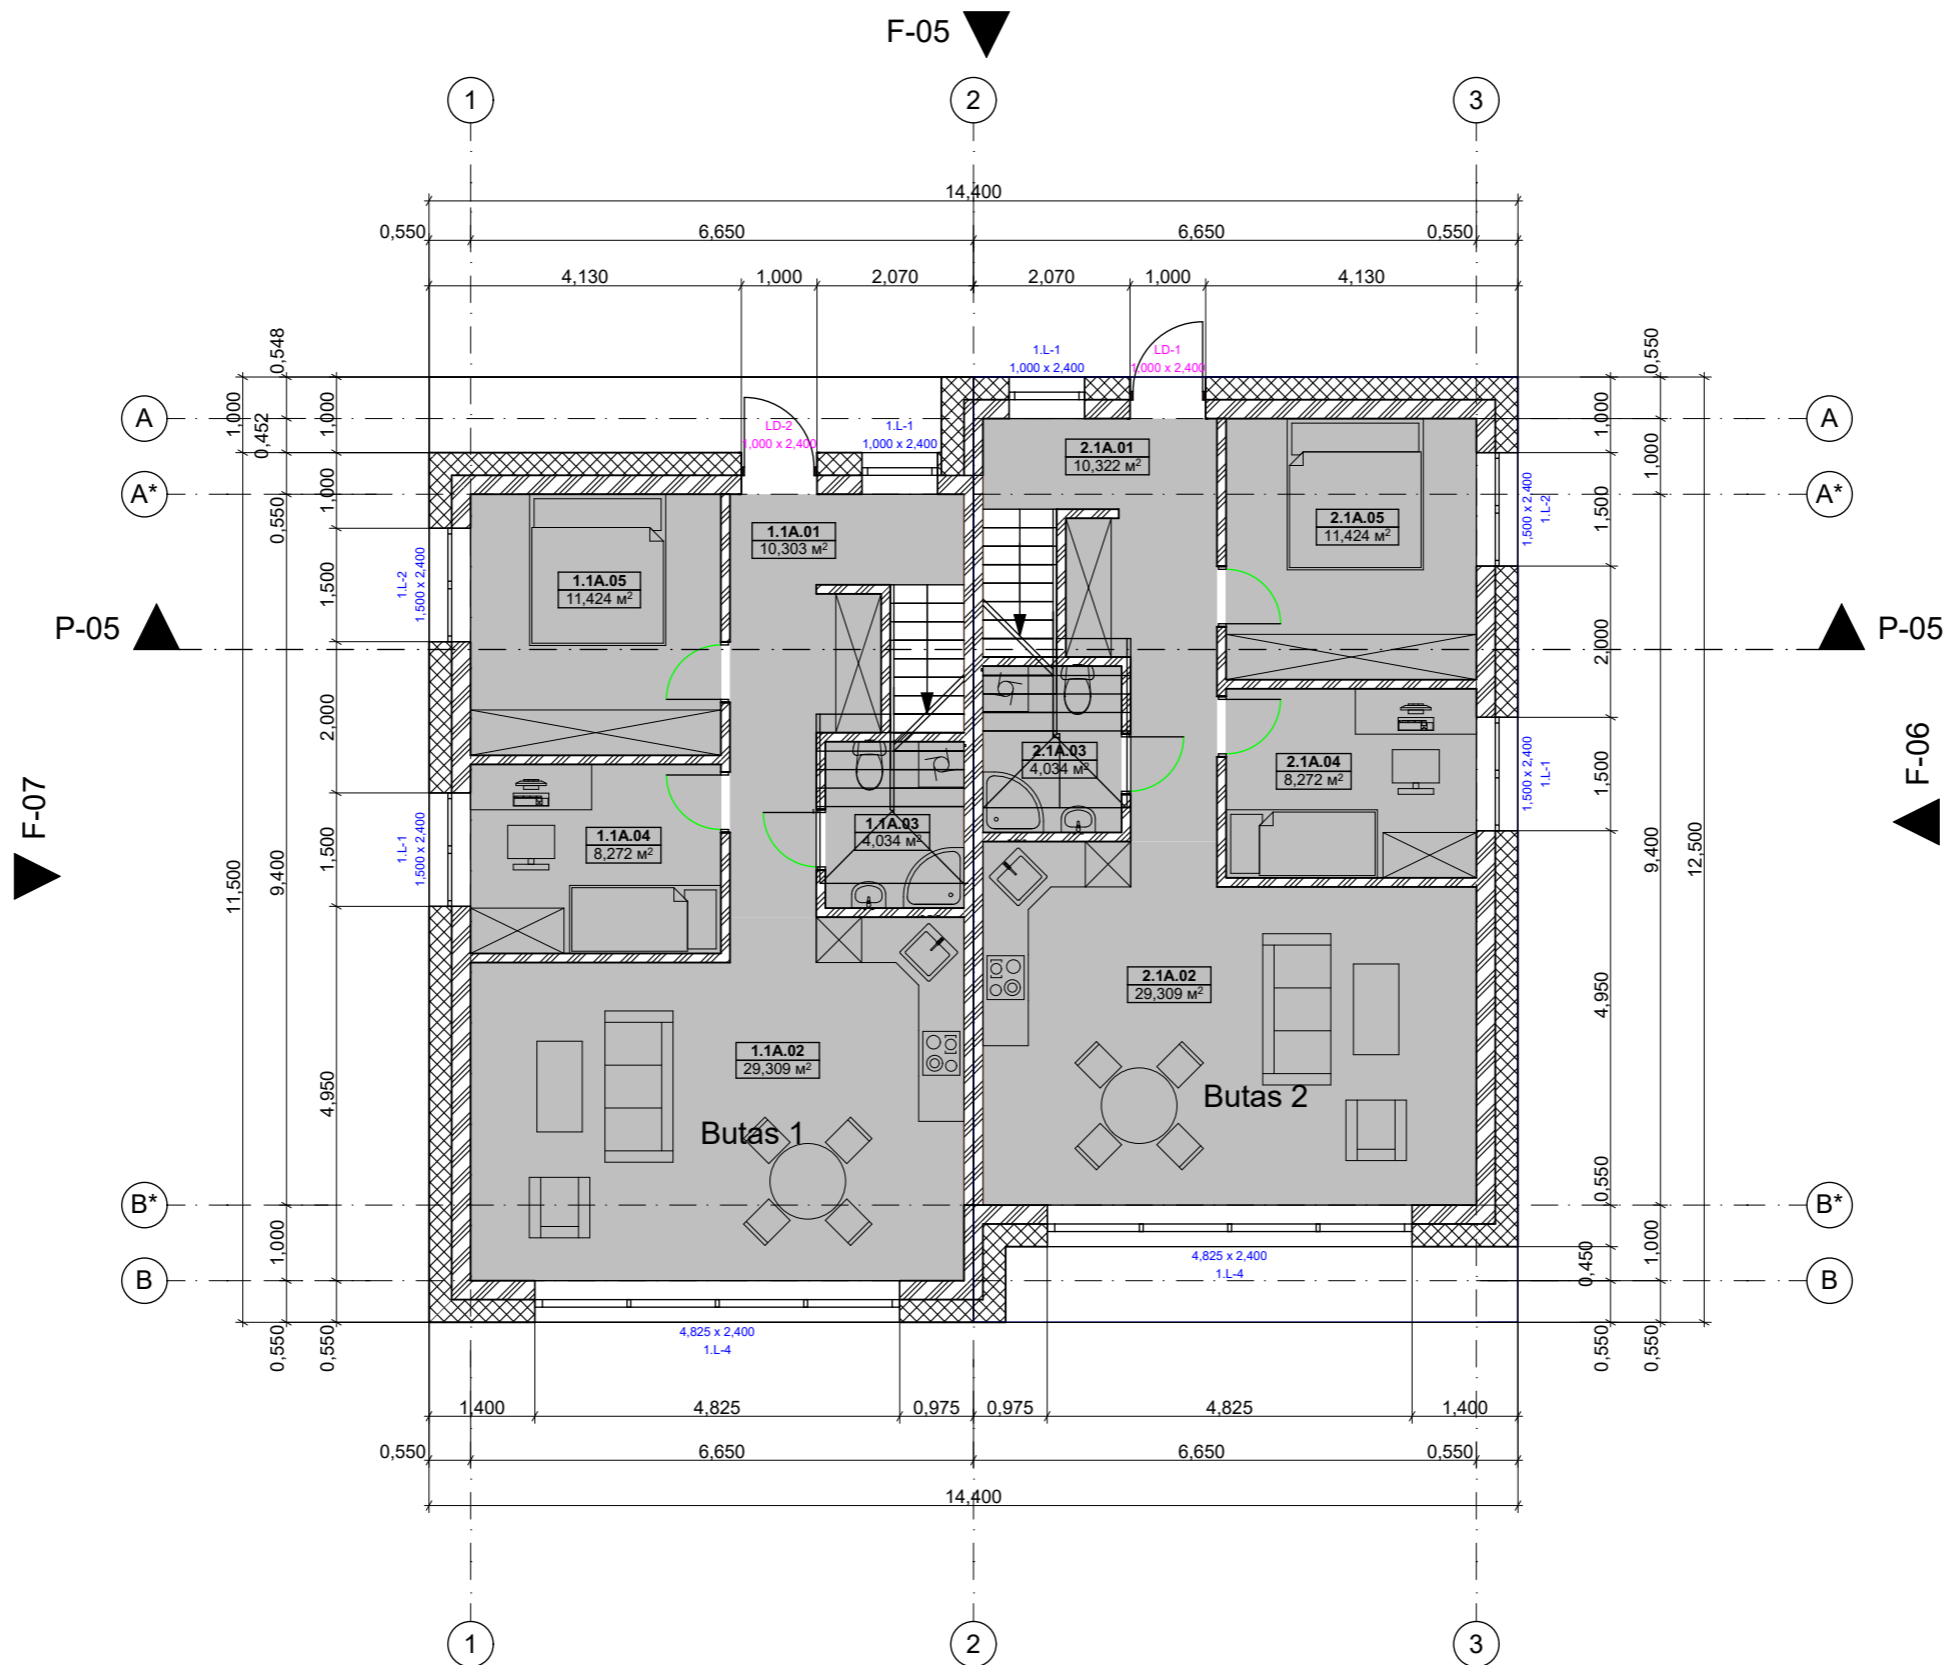 F-05
1
2
3
14,400
0,550
6,650
6,650
0,550
4,130
1,000
2,070
2,070
1,000
4,130
0,548
1,000
0,452
1,000
1,000
0,550
1,500
2,000
1,500
4,950
9,400
11,500
1,000
0,550
0,550
0,550
1,000
1,000
1,500
2,000
1,500
4,950
9,400
12,500
0,550
1,000
0,450
0,550
0,550
A
A*
B*
B
A
A*
B*
B
P-05
P-05
F-07
F-06
1.L-1
1,000 x 2,400
LD-1
1,000 x 2,400
LD-2
1,000 x 2,400
1.L-1
1,000 x 2,400
1.L-2
1,500 x 2,400
1.L-1
1,500 x 2,400
1,500 x 2,400
1.L-2
1,500 x 2,400
1.L-1
2.1A.01
10,322 м²
1.1A.01
10,303 м²
2.1A.05
11,424 м²
1.1A.05
11,424 м²
2.1A.03
4,034 м²
2.1A.04
8,272 м²
1.1A.04
8,272 м²
1.1A.03
4,034 м²
2.1A.02
29,309 м²
1.1A.02
29,309 м²
Butas 2
Butas 1
4,825 x 2,400
1.L-4
4,825 x 2,400
1.L-4
1,400
4,825
0,975
0,975
4,825
1,400
0,550
6,650
6,650
0,550
14,400
1
2
3